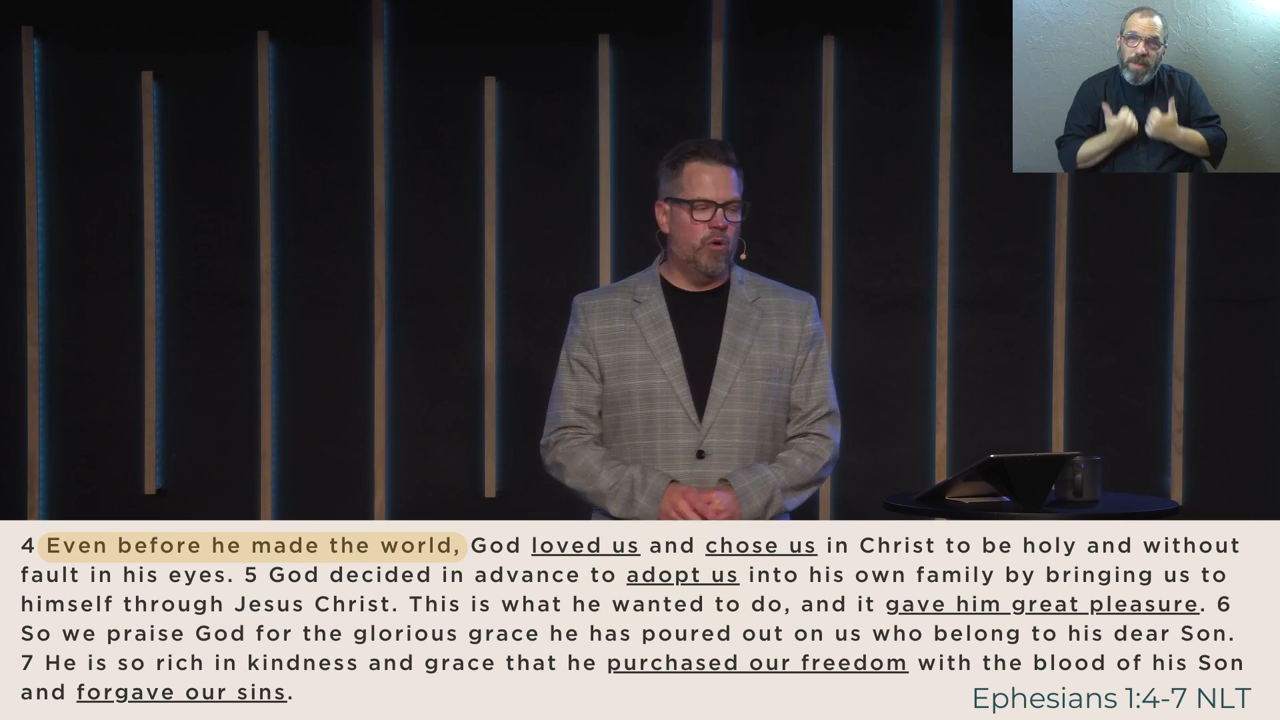 4 Even before he made the world, God loved us and chose us in Christ to be holy and without
fault in his eyes. 5 God decided in advance to adopt us into his own family by bringing us to
himself through Jesus Christ. This is what he wanted to do, and it gave him great pleasure. 6
So we praise God for the glorious grace he has poured out on us who belong to his dear Son.
7 He is so rich in kindness and grace that he purchased our freedom with the blood of his Son
and forgave our sins.
Ephesians 1:4-7 NLT